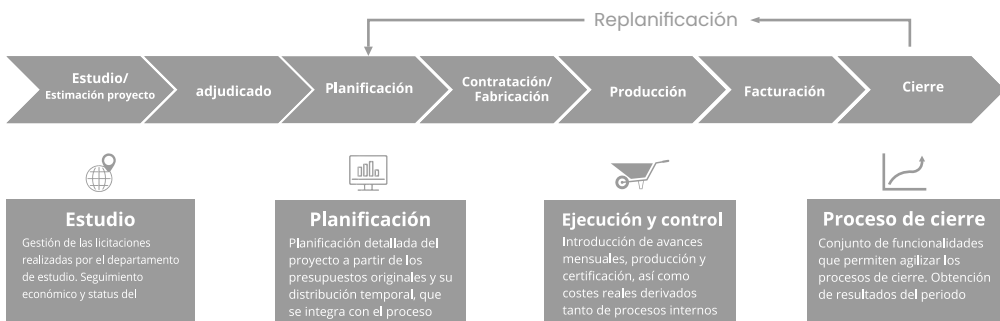 Replanificación
Estudio/
Estimación proyecto
adjudicado
Planificación
Contratación/
Fabricación
Producción
Facturación
Cierre
Estudio
Gestión de las licitaciones
realizadas por el departamento
de estudio. Seguimiento
económico y status del
Planificación
Planificación detallada del
proyecto a partir de los
presupuestos originales y su
distribución temporal, que
se integra con el proceso
Ejecución y control
Introducción de avances
mensuales, producción y
certificación, así como
costes reales derivados
tanto de procesos internos
Proceso de cierre
Conjunto de funcionalidades
que permiten agilizar los
procesos de cierre. Obtención
de resultados del periodo